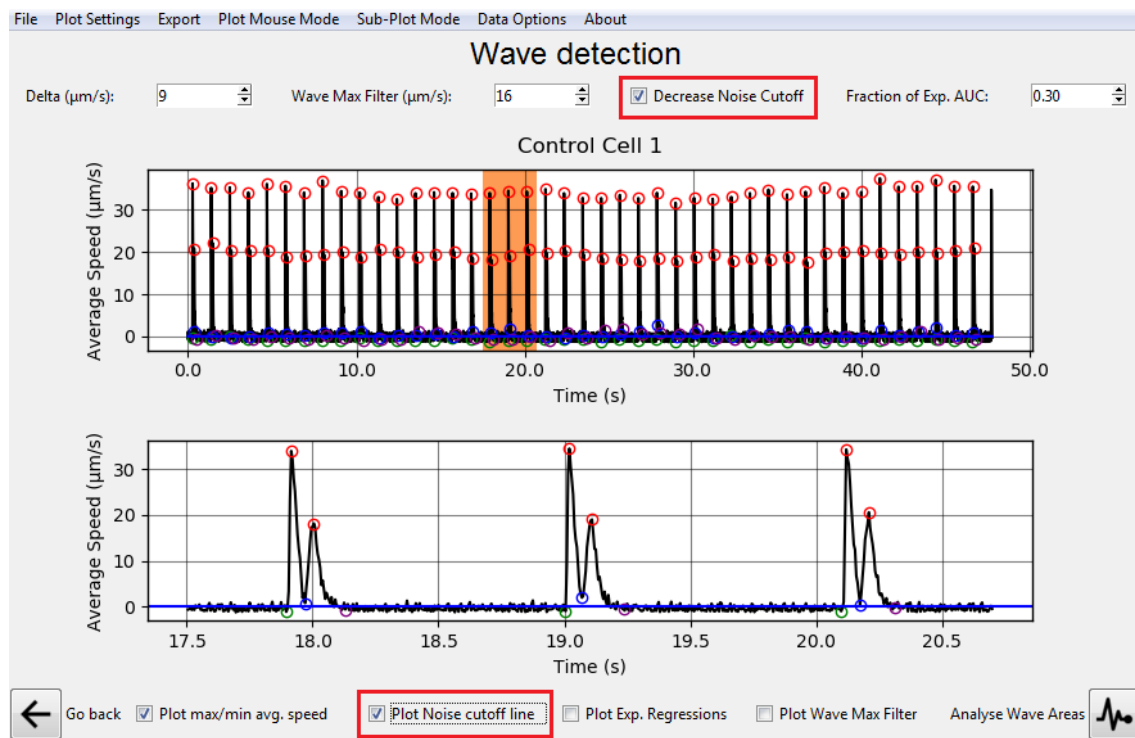 File Plot Settings Export Plot Mouse Mode Sub-Plot Mode Data Options About
Wave detection
Delta (µm/s): 9 Wave Max Filter (µm/s): 16 Decrease Noise Cutoff Fraction of Exp. AUC: 0.30
Control Cell 1
Average Speed (µm/s)
30
20
10
0
0.0 10.0 20.0 30.0 40.0 50.0
Time (s)
Average Speed (µm/s)
30
20
10
0
17.5 18.0 18.5 19.0 19.5 20.0 20.5
Time (s)
Go back Plot max/min avg. speed Plot Noise cutoff line Plot Exp. Regressions Plot Wave Max Filter Analyse Wave Areas